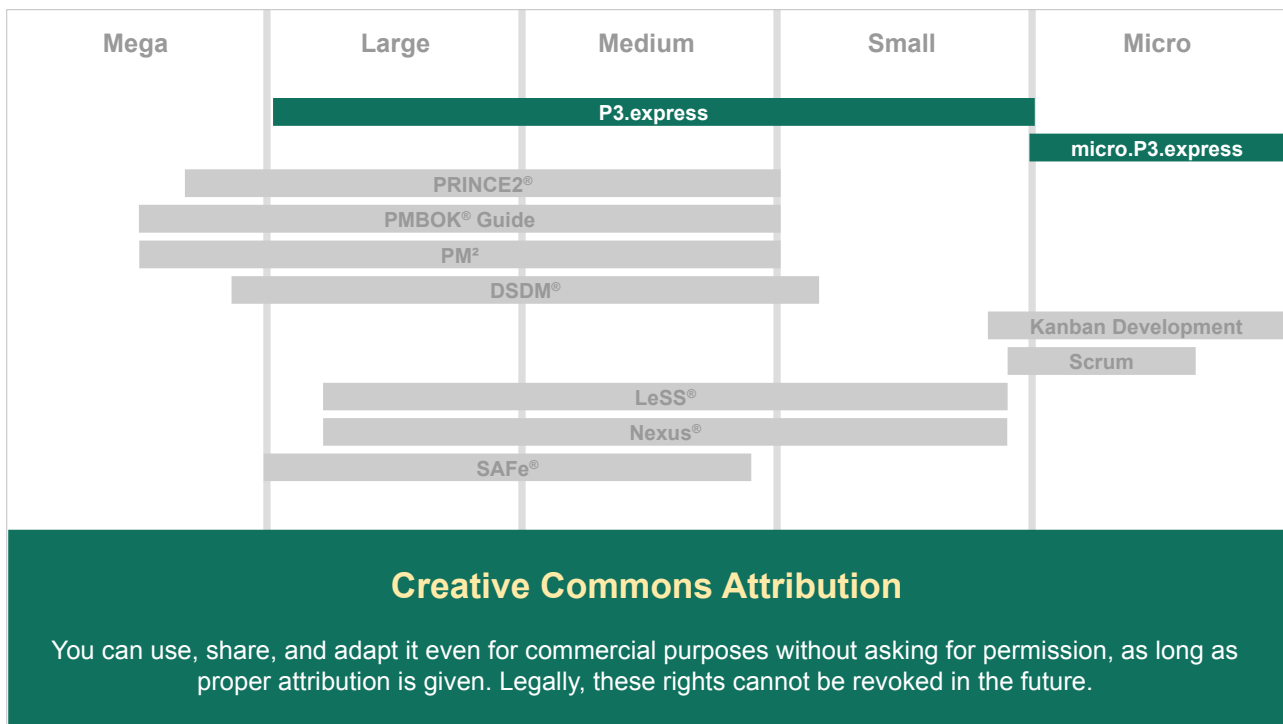 Mega
Large
Medium
Small
Micro
P3.express
micro.P3.express
PRINCE2®
PMBOK® Guide
PM²
DSDM®
Kanban Development
Scrum
LeSS®
Nexus®
SAFe®
Creative Commons Attribution
You can use, share, and adapt it even for commercial purposes without asking for permission, as long as
proper attribution is given. Legally, these rights cannot be revoked in the future.